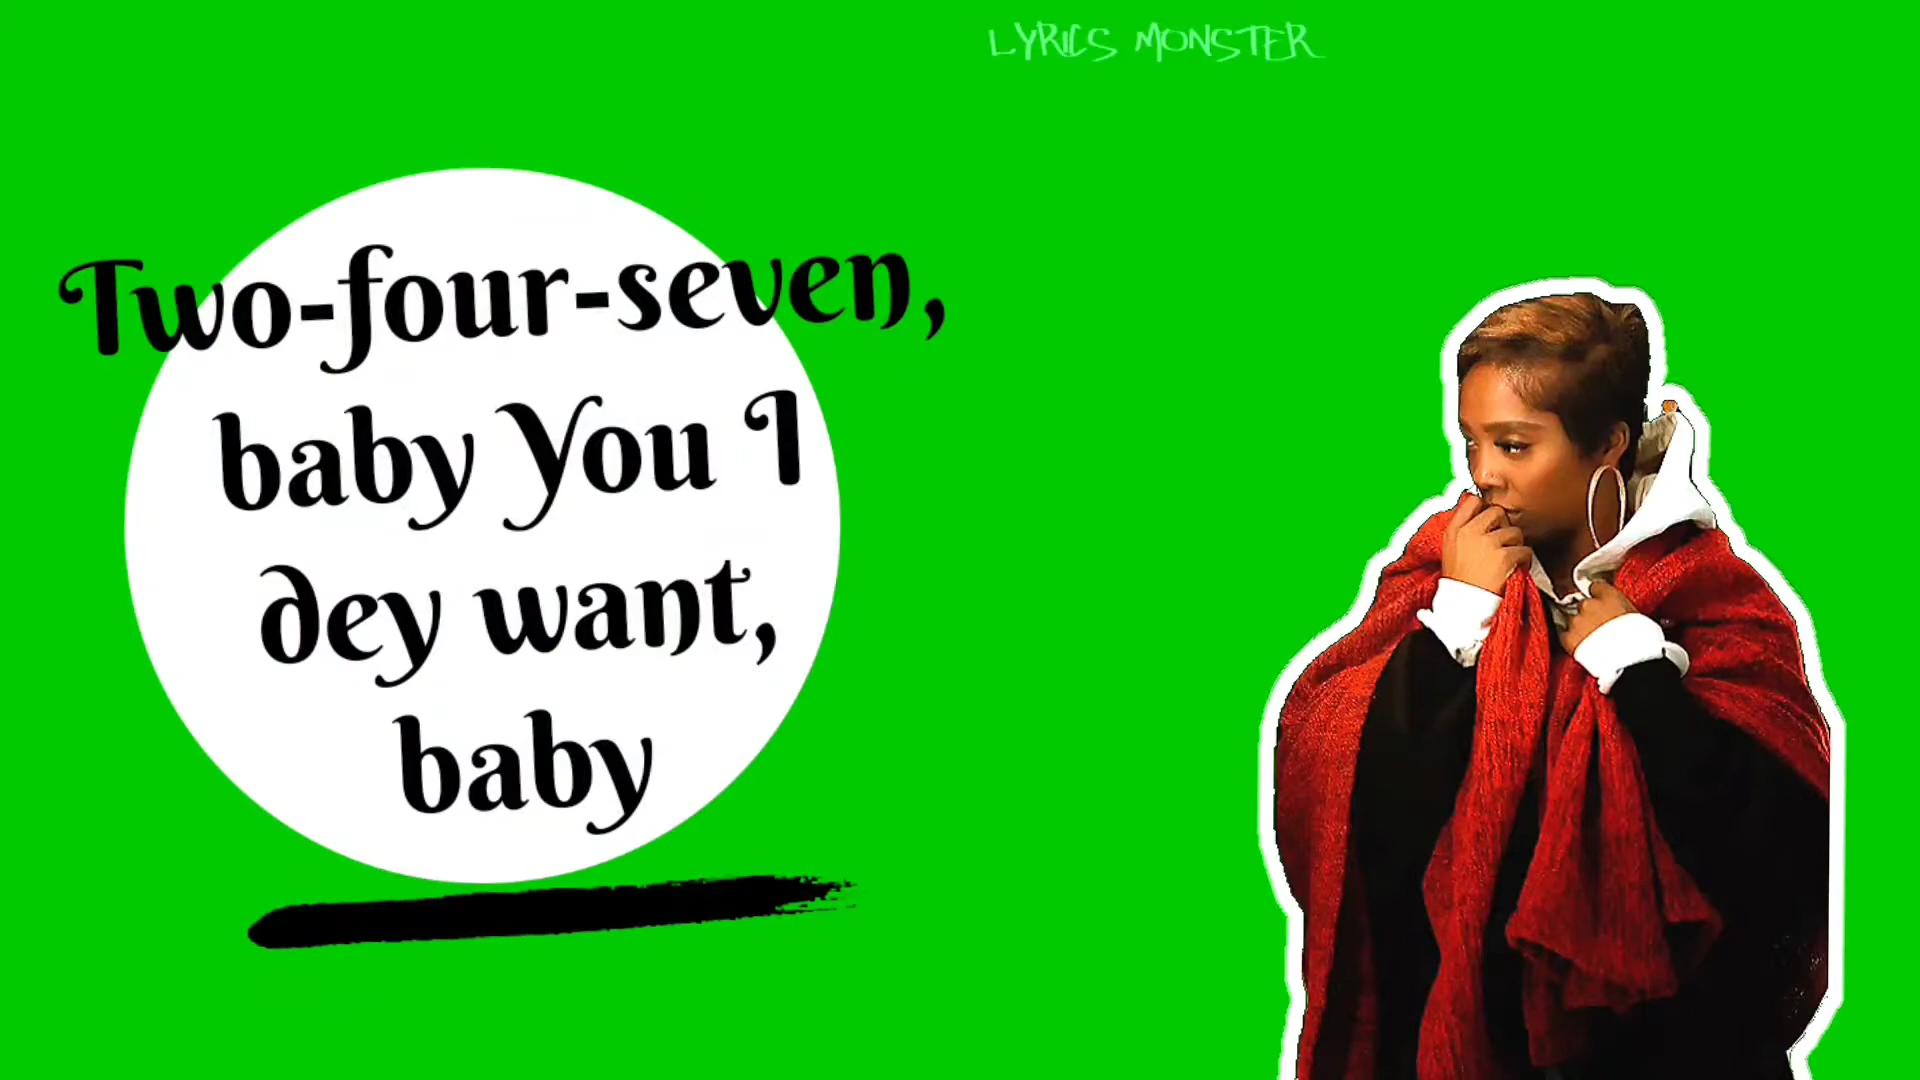 LYRICS MONSTER
Two-four-seven,
baby You I
dey want,
baby